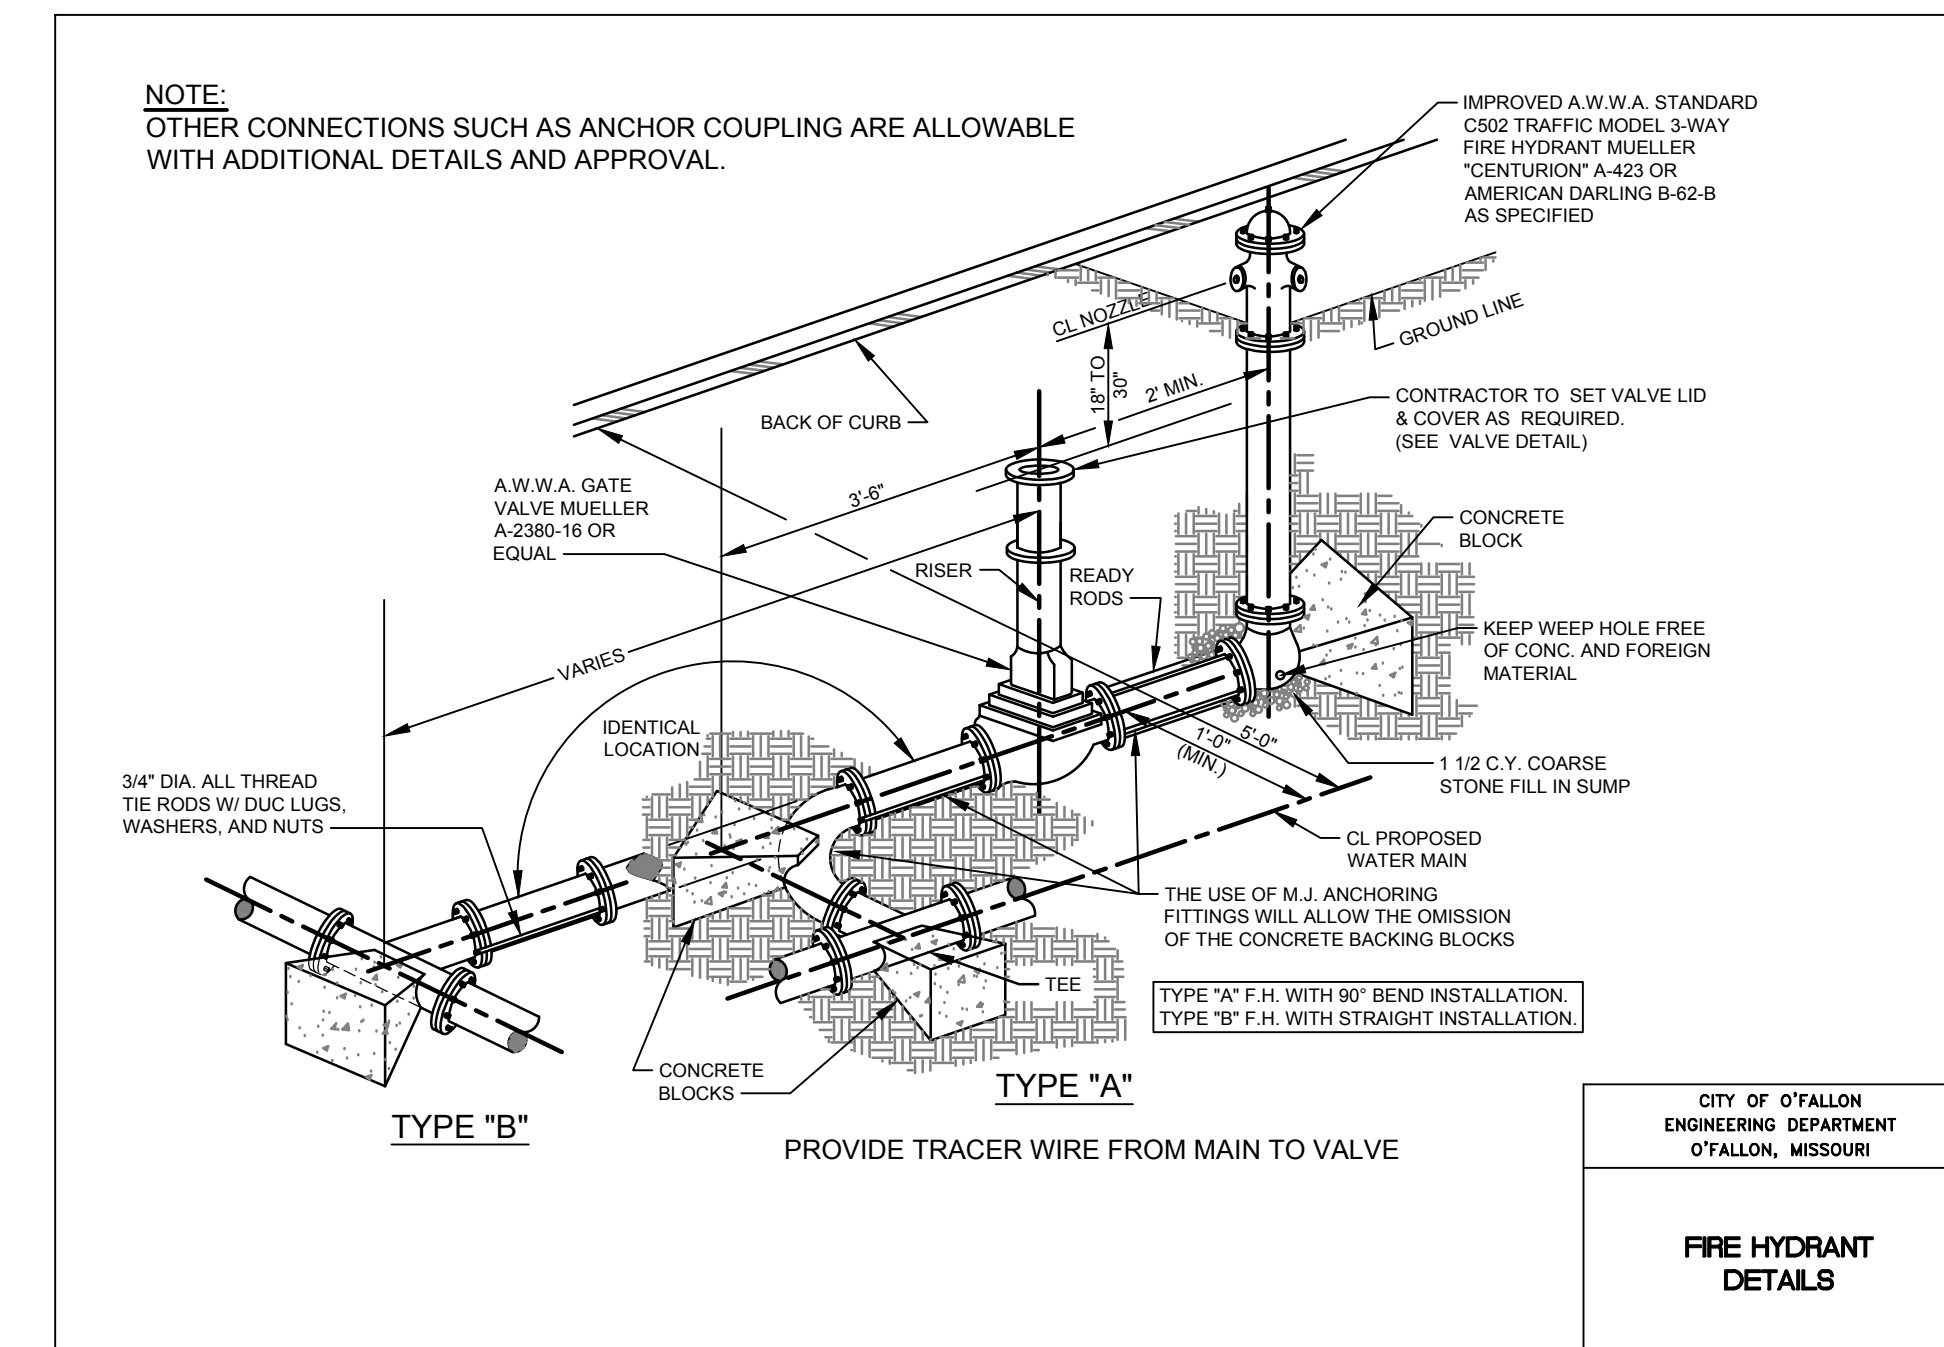 NOTE:
OTHER CONNECTIONS SUCH AS ANCHOR COUPLING ARE ALLOWABLE
WITH ADDITIONAL DETAILS AND APPROVAL.
IMPROVED A.W.W.A. STANDARD
C502 TRAFFIC MODEL 3-WAY
FIRE HYDRANT MUELLER
"CENTURION" A-423 OR
AMERICAN DARLING B-62-B
AS SPECIFIED
CL NOZZLE
GROUND LINE
18" TO
30"
2' MIN.
BACK OF CURB
CONTRACTOR TO SET VALVE LID
& COVER AS REQUIRED.
(SEE VALVE DETAIL)
A.W.W.A. GATE
VALVE MUELLER
A-2380-16 OR
EQUAL
3'-6"
CONCRETE
BLOCK
RISER
READY
RODS
VARIES
KEEP WEEP HOLE FREE
OF CONC. AND FOREIGN
MATERIAL
IDENTICAL
LOCATION
1'-0"
(MIN.)
5'-0"
1 1/2 C.Y. COARSE
STONE FILL IN SUMP
3/4" DIA. ALL THREAD
TIE RODS W/ DUC LUGS,
WASHERS, AND NUTS
CL PROPOSED
WATER MAIN
THE USE OF M.J. ANCHORING
FITTINGS WILL ALLOW THE OMISSION
OF THE CONCRETE BACKING BLOCKS
TEE
TYPE "A" F.H. WITH 90° BEND INSTALLATION.
TYPE "B" F.H. WITH STRAIGHT INSTALLATION.
CONCRETE
BLOCKS
TYPE "A"
TYPE "B"
PROVIDE TRACER WIRE FROM MAIN TO VALVE
CITY OF O'FALLON
ENGINEERING DEPARTMENT
O'FALLON, MISSOURI
FIRE HYDRANT
DETAILS